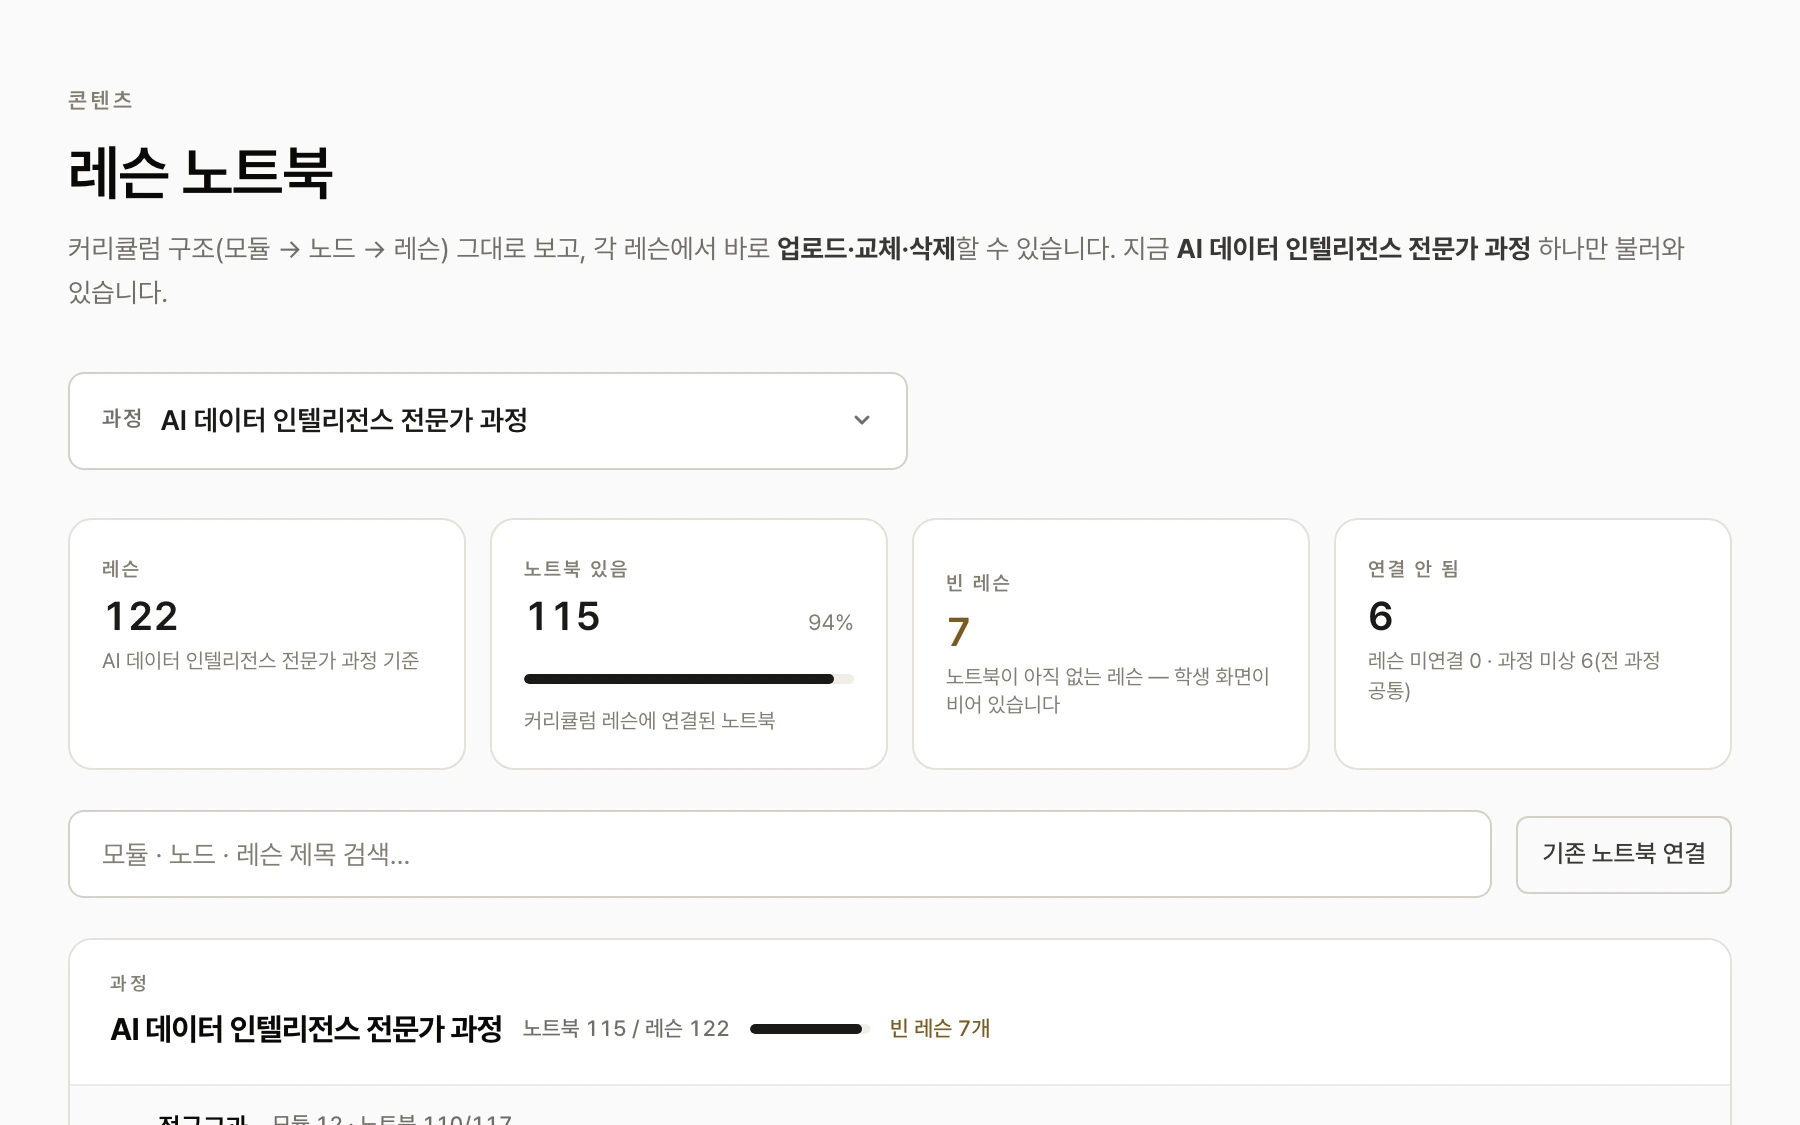 콘텐츠
레슨 노트북
커리큘럼 구조(모듈 → 노드 → 레슨) 그대로 보고, 각 레슨에서 바로 업로드·교체·삭제할 수 있습니다. 지금 AI 데이터 인텔리전스 전문가 과정 하나만 불러와
있습니다.
과정 AI 데이터 인텔리전스 전문가 과정
레슨
122
AI 데이터 인텔리전스 전문가 과정 기준
노트북 있음
115 94%
커리큘럼 레슨에 연결된 노트북
빈 레슨
7
노트북이 아직 없는 레슨 — 학생 화면이
비어 있습니다
연결 안 됨
6
레슨 미연결 0 · 과정 미상 6(전 과정
공통)
모듈 · 노드 · 레슨 제목 검색...
기존 노트북 연결
과정
AI 데이터 인텔리전스 전문가 과정 노트북 115 / 레슨 122 빈 레슨 7개
모듈 12 · 노트북 110/117